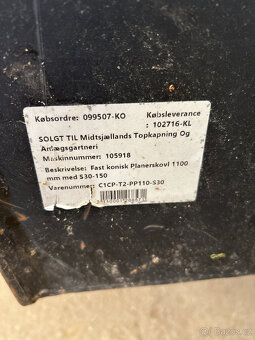 Købsordre: 099507-KO
Købsleverance
: 102716-KL
SOLGT TIL Midtsjællands Topkapning Og
Anlægsgartneri
Maskinnummer: 105918
Beskrivelse: Fast konisk Planerskovl 1100
mm med S30-150
Varenummer: C1CP-T2-PP110-S30